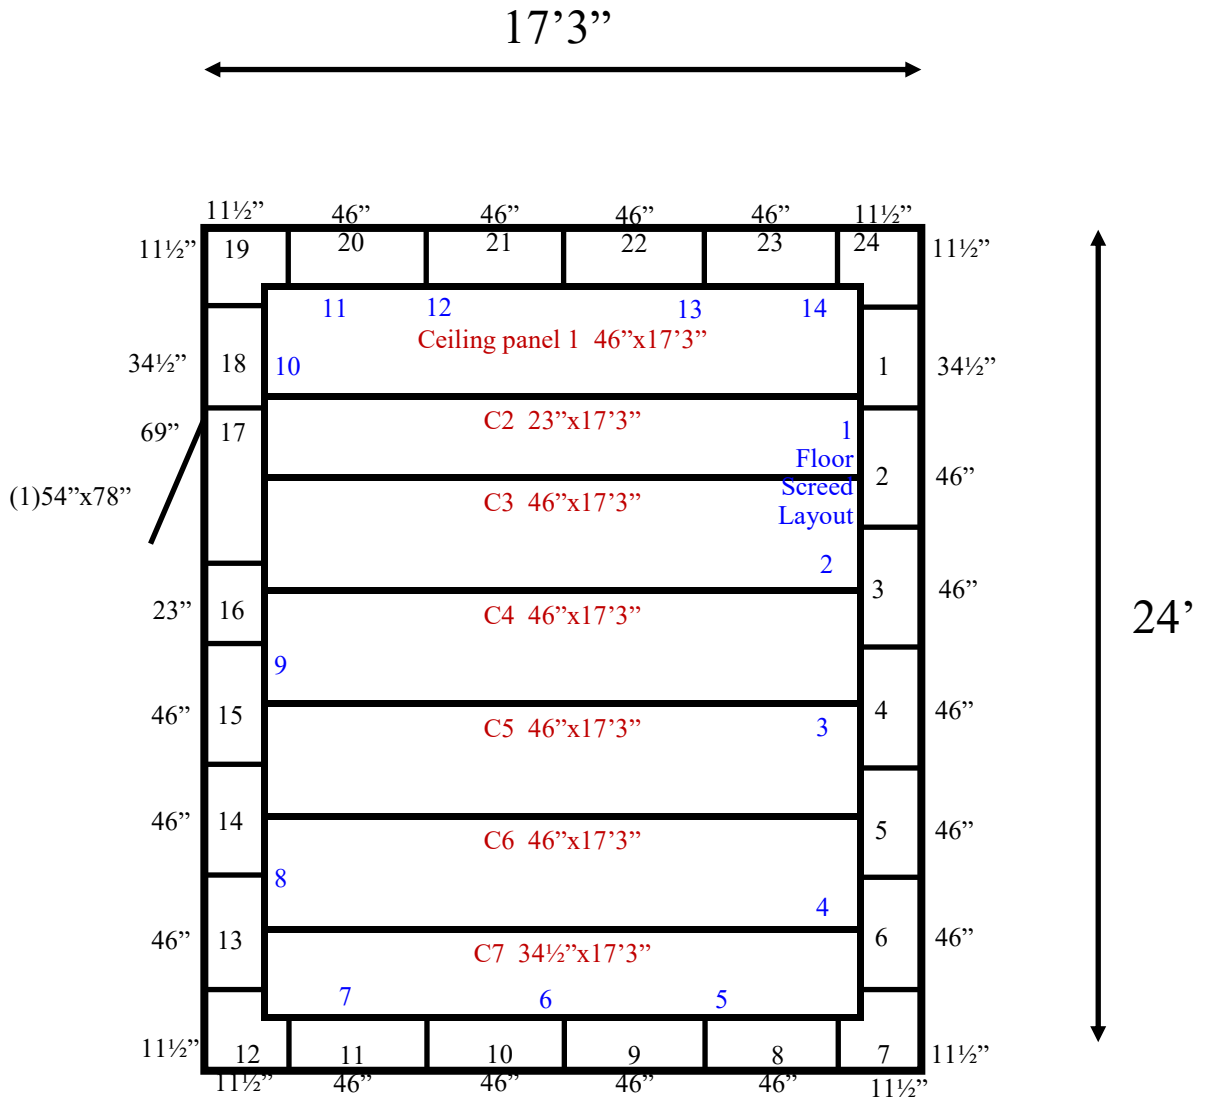 17’3”
11½” 46” 46” 46” 46” 11½”
11½” 19 20 21 22 23 24 11½”
11 12 13 14
Ceiling panel 1 46”x17’3”
34½” 18 10 1 34½”
C2 23”x17’3”
69” 17 1
Floor
2 46”
Screed
(1)54”x78” C3 46”x17’3”
Layout
2
3 46”
23” 16 C4 46”x17’3” 24’
9
46” 15 4 46”
C5 46”x17’3” 3
46” 14 5 46”
C6 46”x17’3”
8
4
46” 13 6 46”
C7 34½”x17’3”
7 6 5
11½” 12 11 10 9 8 7 11½”
11½” 46” 46” 46” 46” 11½”